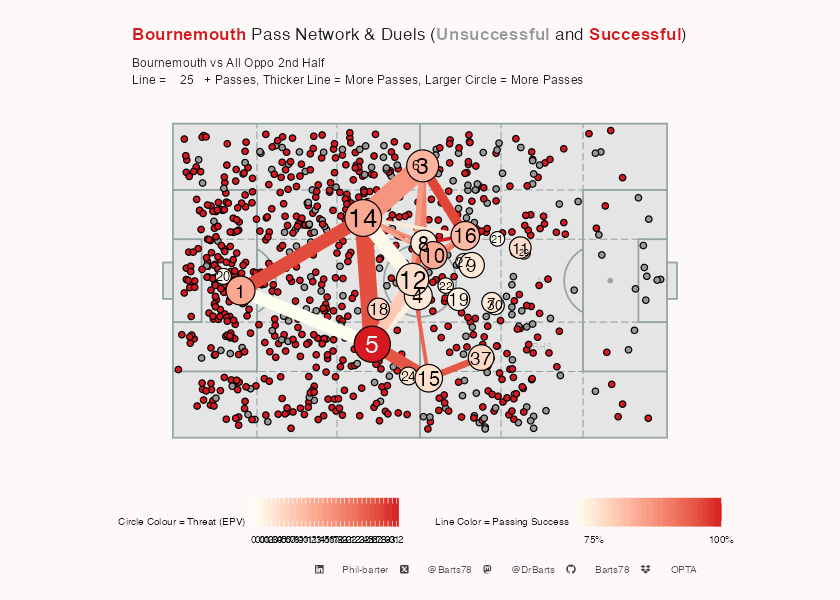 Bournemouth Pass Network & Duels (Unsuccessful and Successful)
Bournemouth vs All Oppo 2nd Half
Line = 25 + Passes, Thicker Line = More Passes, Larger Circle = More Passes
3
14
8
16
21
11
10
9
20
1
12
4
22
19
7
18
5
37
24
15
Circle Colour = Threat (EPV)
Line Color = Passing Success
75%
100%
Phil-barter
@Barts78
@DrBarts
Barts78
OPTA